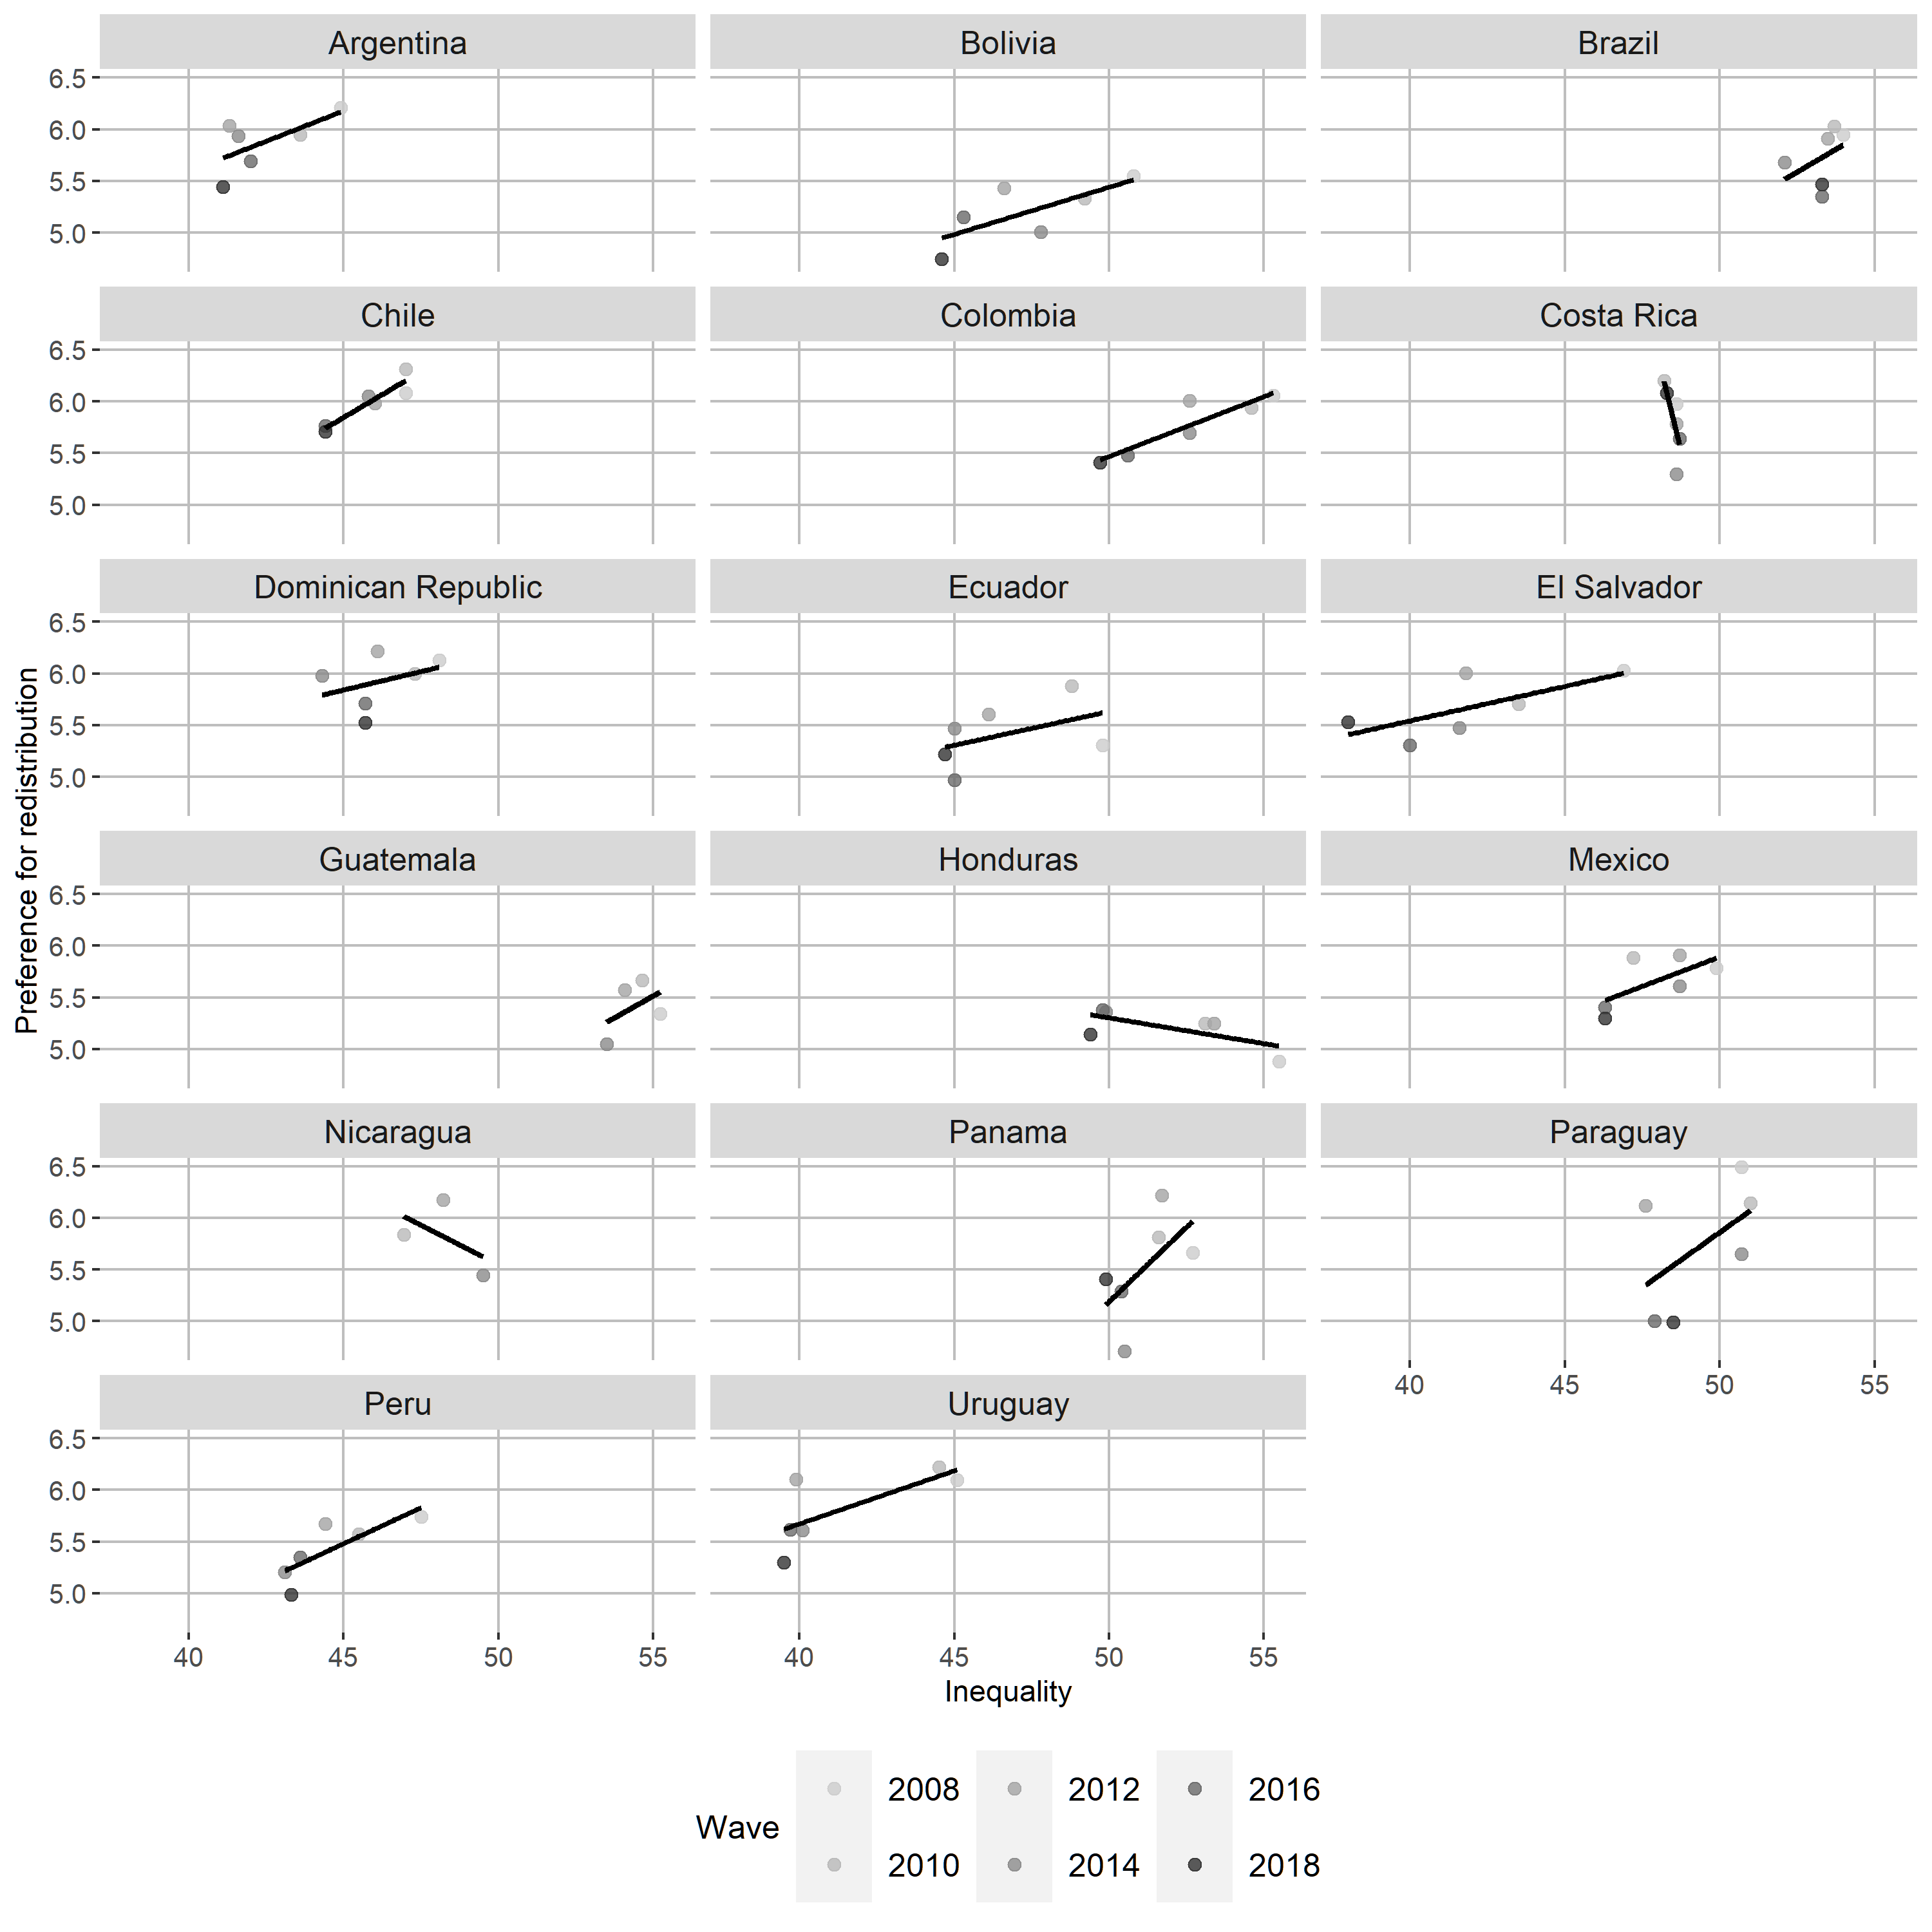 Argentina Bolivia Brazil
6.5
6.0
5.5
5.0
Chile Colombia Costa Rica
6.5
6.0
5.5
5.0
Dominican Republic Ecuador El Salvador
6.5
6.0
5.5
5.0
Preference for redistribution
Guatemala Honduras Mexico
6.5
6.0
5.5
5.0
Nicaragua Panama Paraguay
6.5
6.0
5.5
5.0
40 45 50 55
Peru Uruguay
6.5
6.0
5.5
5.0
40 45 50 55 40 45 50 55
Inequality
Wave
2008 2012 2016
2010 2014 2018